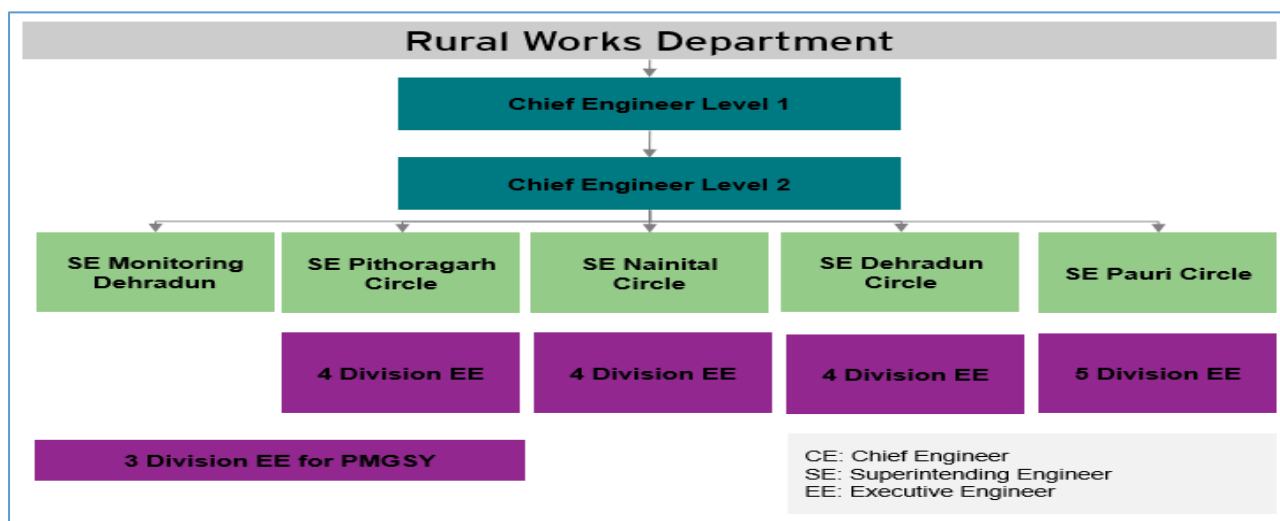 Rural Works Department
Chief Engineer Level 1
Chief Engineer Level 2
SE Monitoring
Dehradun
SE Pithoragarh
Circle
SE Nainital
Circle
SE Dehradun
Circle
SE Pauri Circle
4 Division EE
4 Division EE
4 Division EE
5 Division EE
3 Division EE for PMGSY
CE: Chief Engineer
SE: Superintending Engineer
EE: Executive Engineer